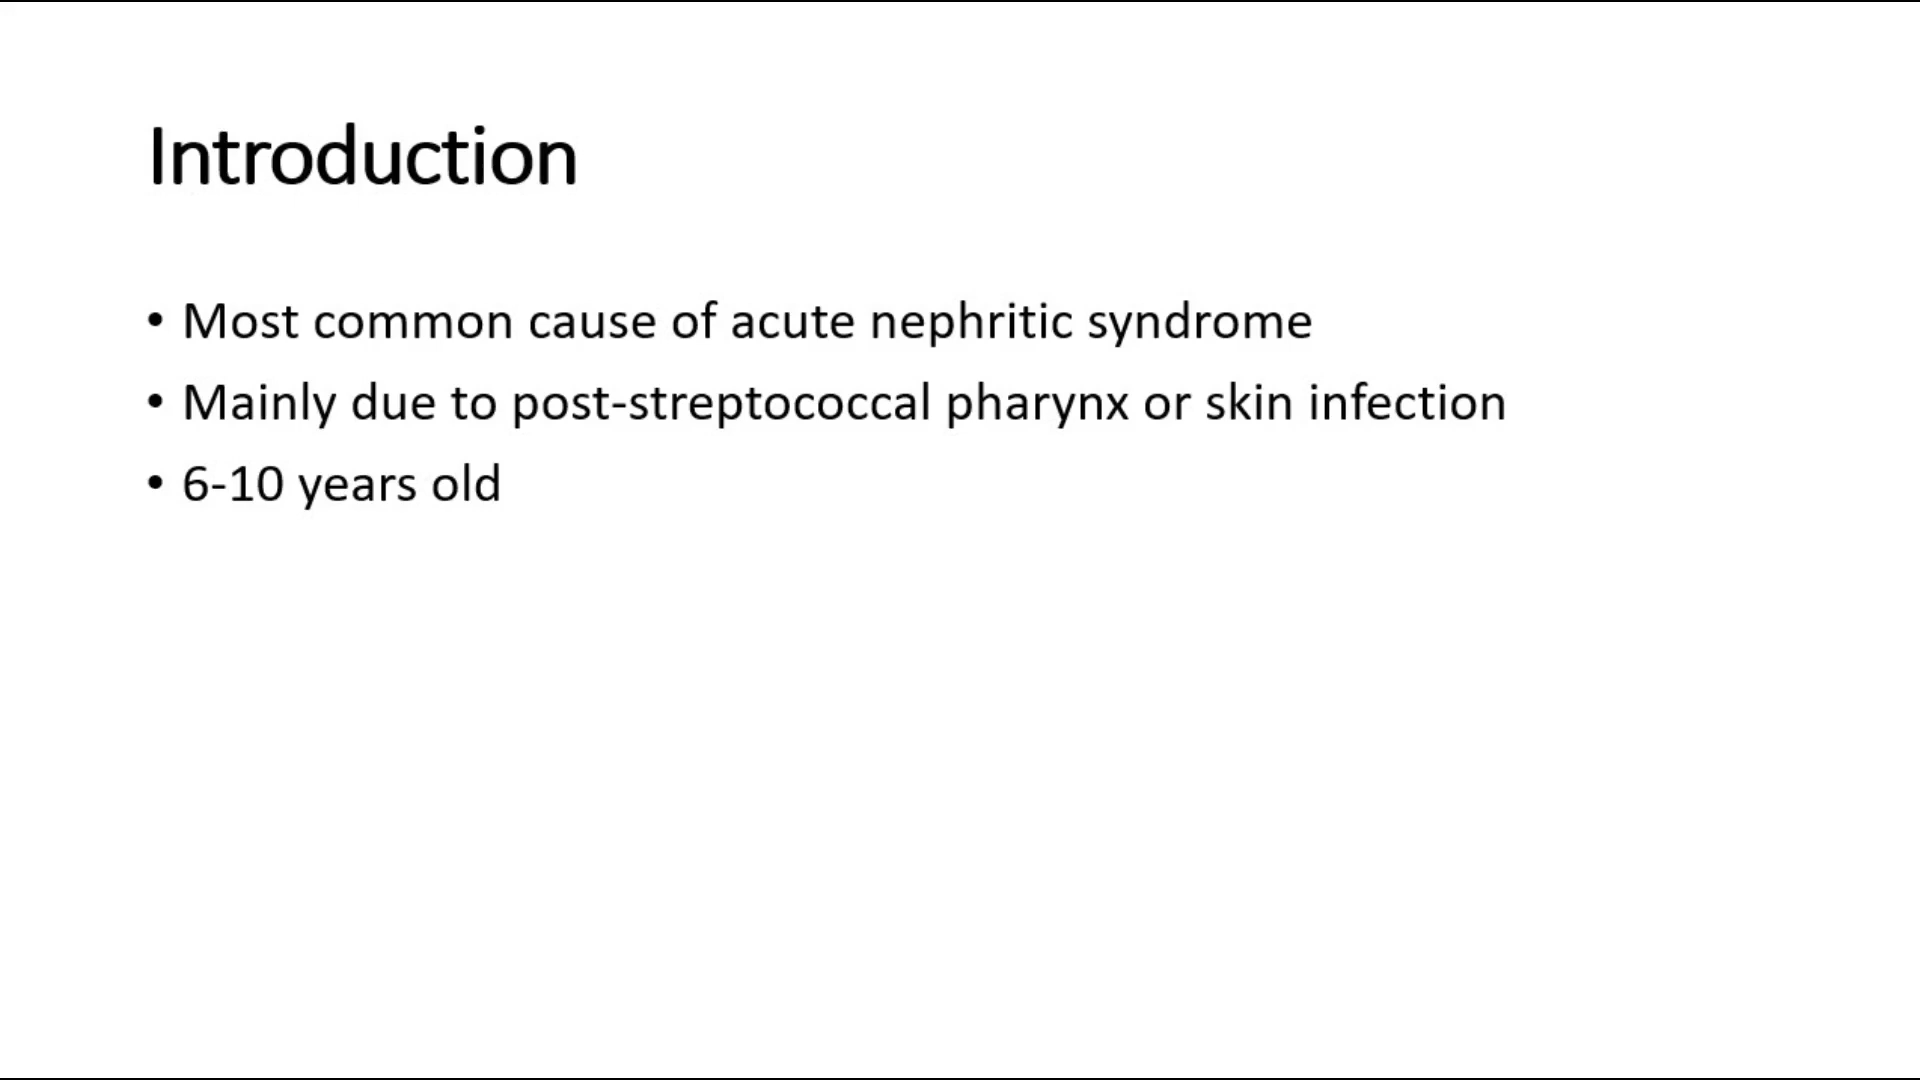 Introduction
• Most common cause of acute nephritic syndrome
• Mainly due to post-streptococcal pharynx or skin infection
• 6-10 years old